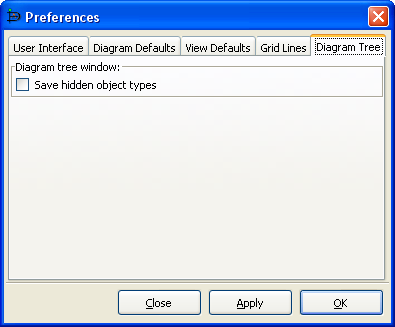 Preferences
User Interface Diagram Defaults View Defaults Grid Lines Diagram Tree
Diagram tree window:
Save hidden object types
Close Apply OK